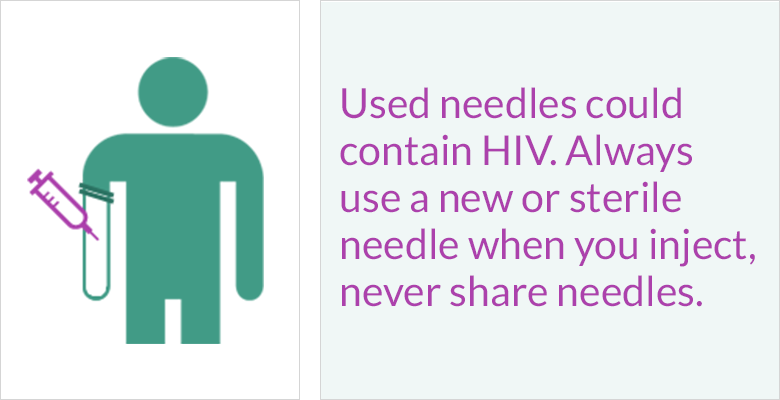 Used needles could
contain HIV. Always
use a new or sterile
needle when you inject,
never share needles.